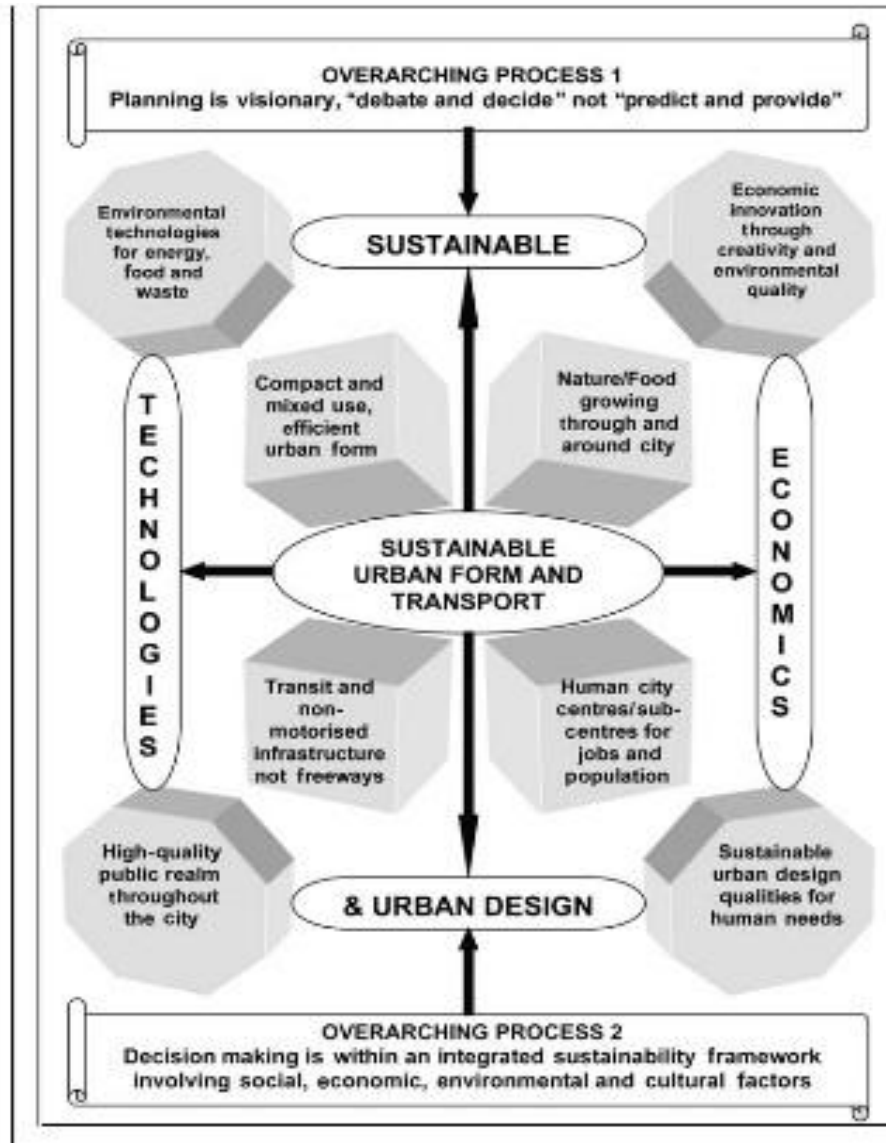 OVERARCHING PROCESS 1
Planning is visionary, “debate and decide” not “predict and provide”
Environmental
technologies
for energy,
food and
waste
SUSTAINABLE
Economic
innovation
through
creativity and
environmental
quality
Compact and
mixed use,
efficient
urban form
Nature/Food
growing
through and
around city
TECHNOLOGIES
SUSTAINABLE
URBAN FORM AND
TRANSPORT
ECONOMICS
Transit and
non-
motorised
infrastructure
not freeways
Human city
centres/sub-
centres for
jobs and
population
High-quality
public realm
throughout
the city
& URBAN DESIGN
Sustainable
urban design
qualities for
human needs
OVERARCHING PROCESS 2
Decision making is within an integrated sustainability framework
involving social, economic, environmental and cultural factors